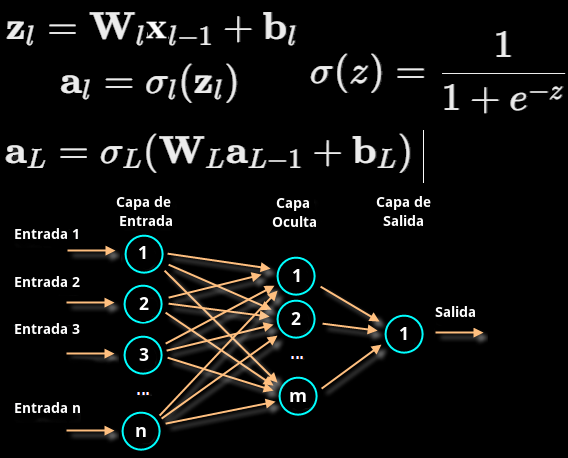 z_l = W_l x_{l−1} + b_l
a_l = σ_l(z_l)
σ(z) = 1 / (1 + e^{−z})
a_L = σ_L(W_L a_{L−1} + b_L)
Capa de
Entrada
Capa
Oculta
Capa de
Salida
Entrada 1
Entrada 2
Entrada 3
...
Entrada n
1
2
3
...
n
1
2
...
m
1
Salida